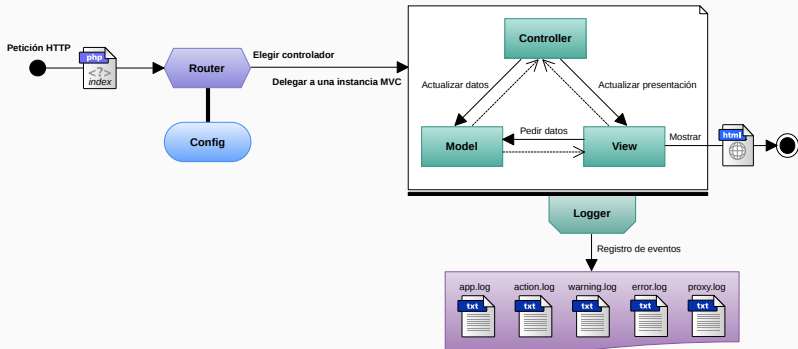 Petición HTTP
php
<?>
index
Router
Config
Elegir controlador
Delegar a una instancia MVC
Controller
Actualizar datos
Actualizar presentación
Model
Pedir datos
View
Mostrar
html
Logger
Registro de eventos
app.log
action.log
warning.log
error.log
proxy.log
txt
txt
txt
txt
txt